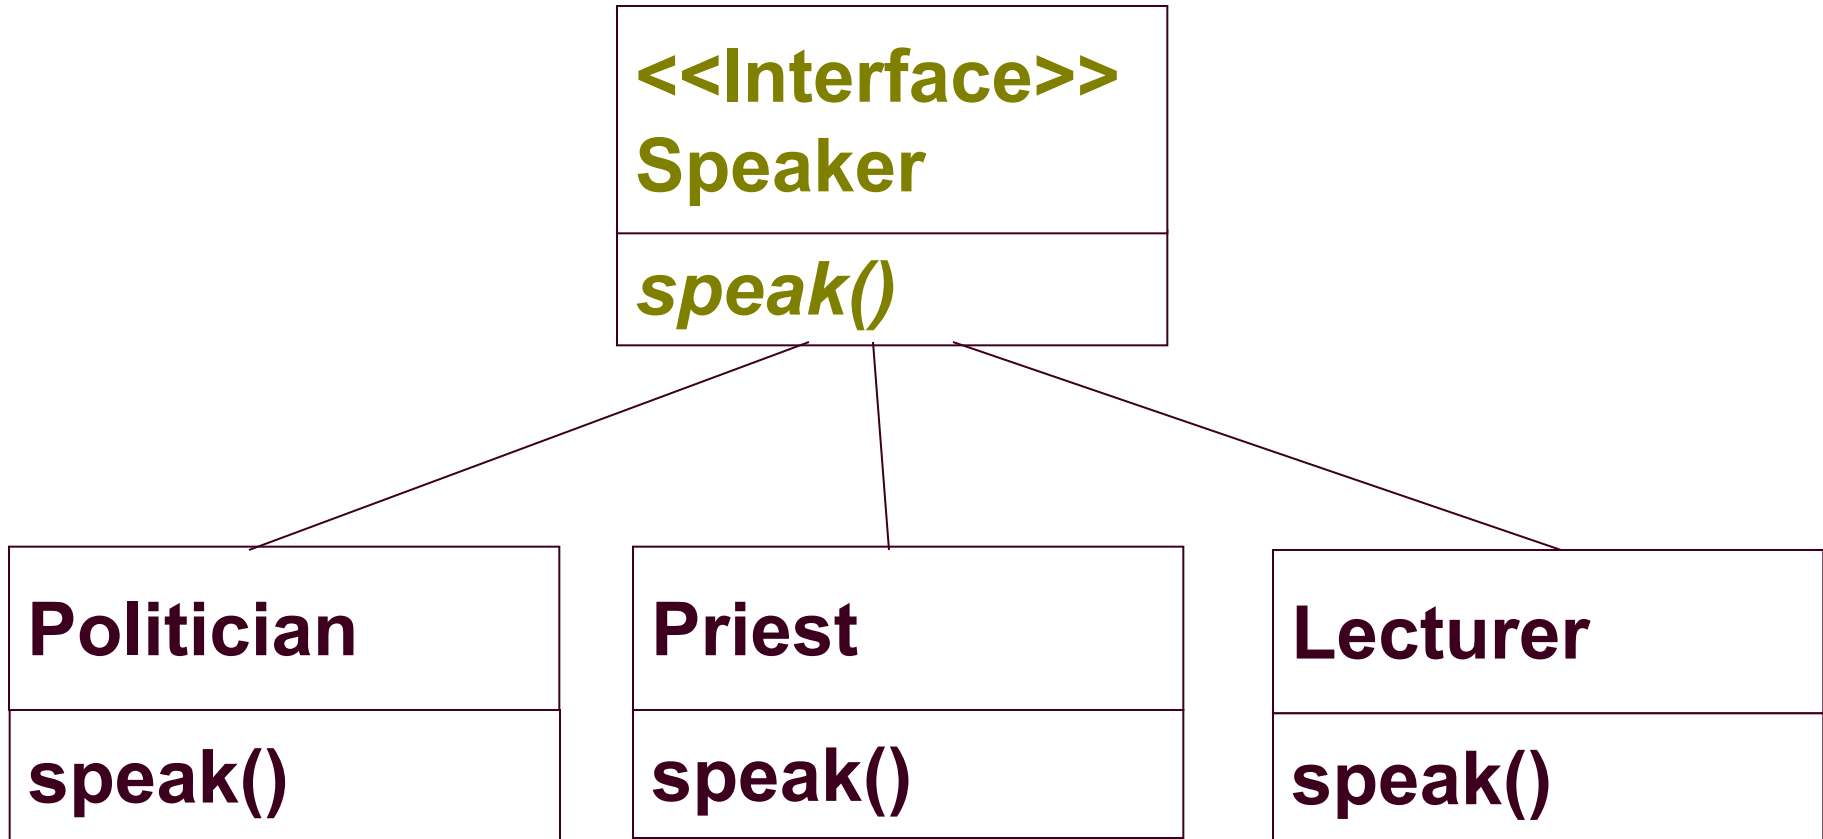 <<Interface>>
Speaker
speak()
Politician
speak()
Priest
speak()
Lecturer
speak()